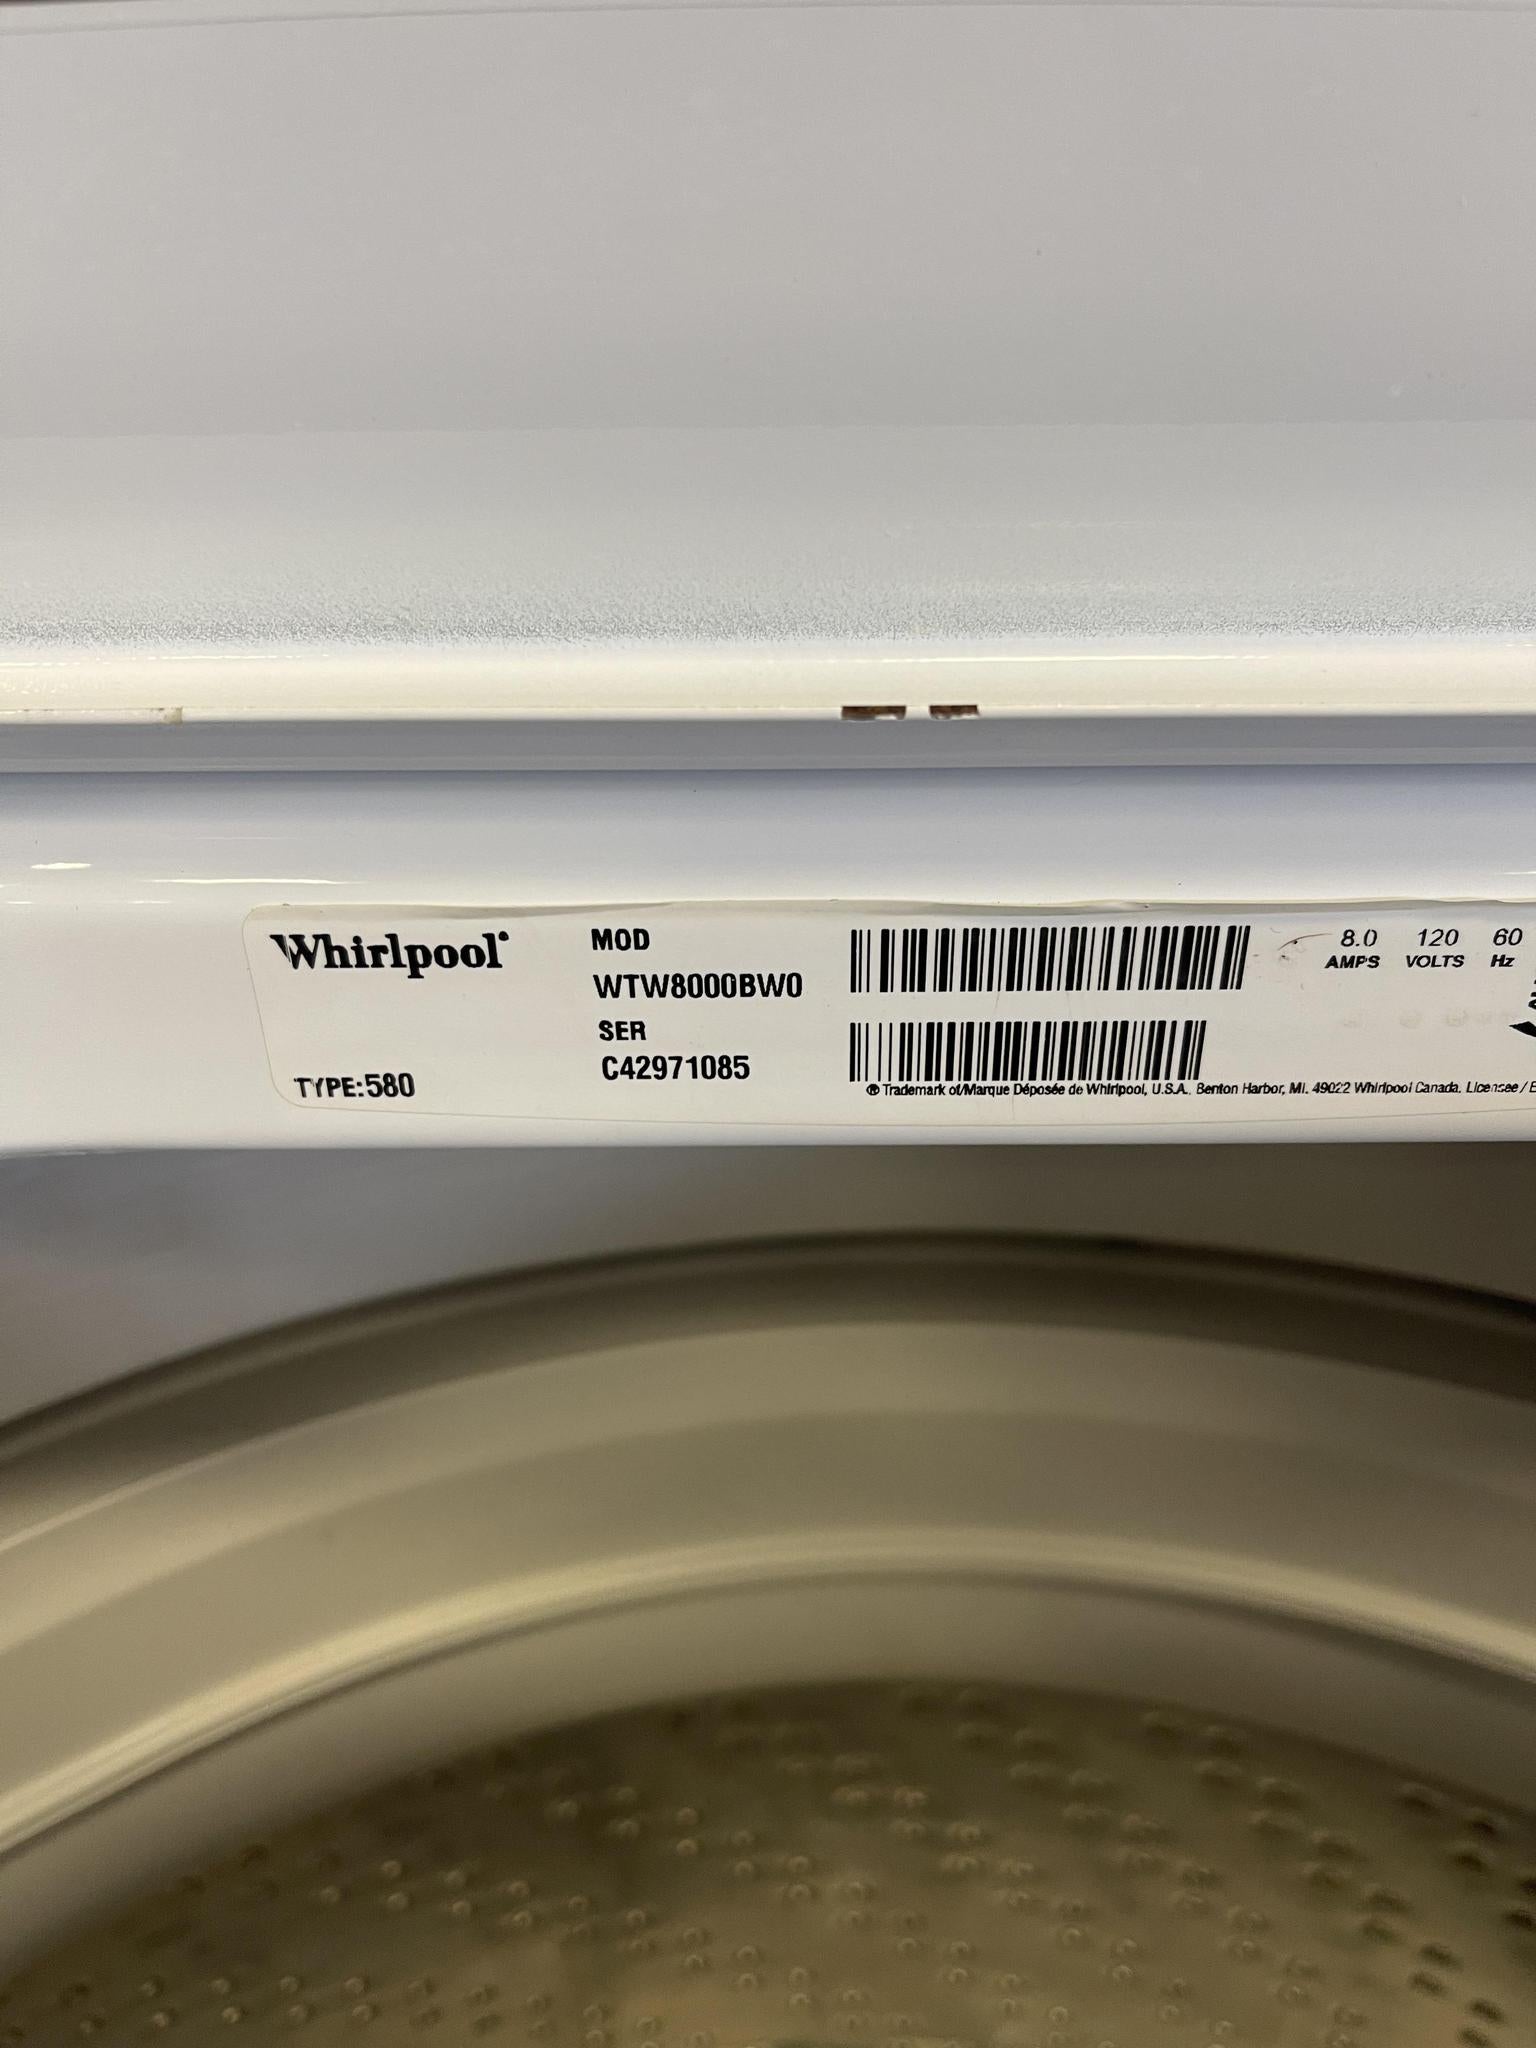 Whirlpool®
MOD
WTW8000BW0
SER
C42971085
TYPE:580
8.0 120 60
AMPS VOLTS Hz
® Trademark of/Marque Déposée de Whirlpool, U.S.A. Benton Harbor, MI. 49022 Whirlpool Canada, Licensee /